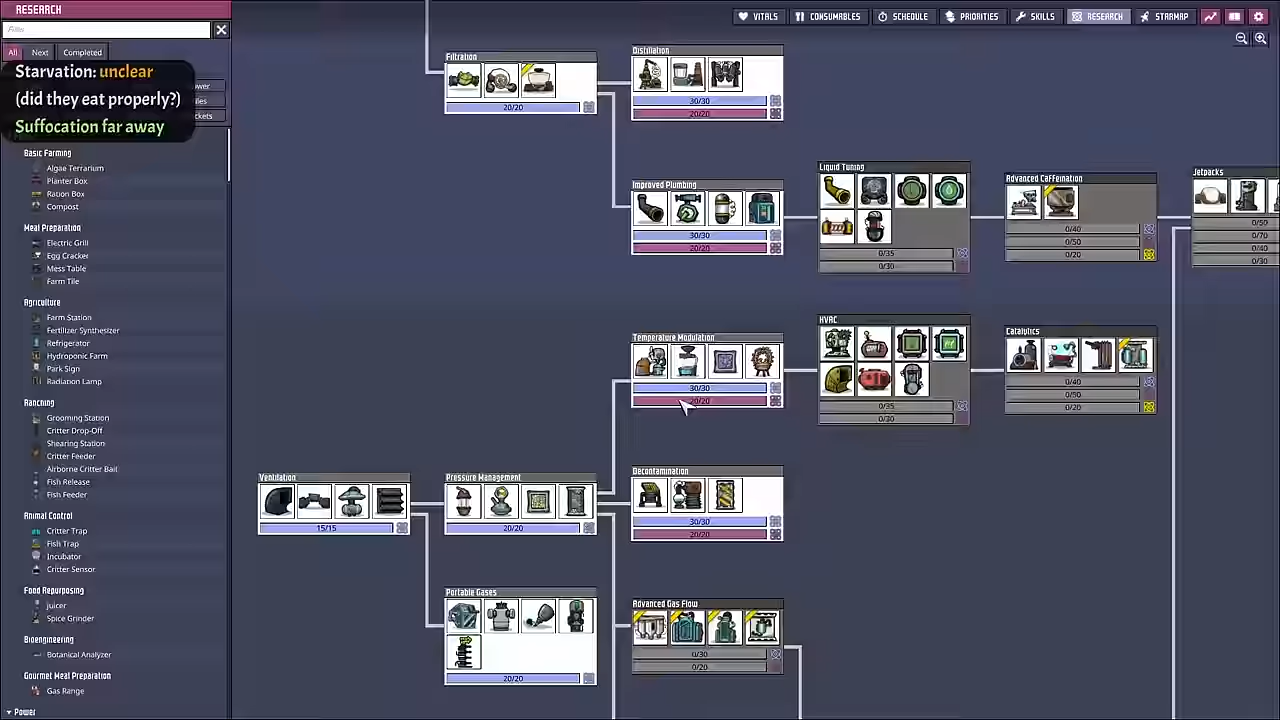 RESEARCH
VITALS
CONSUMABLES
SCHEDULE
PRIORITIES
SKILLS
RESEARCH
STARMAP
Filter
All
Next
Completed
Starvation: unclear
(did they eat properly?)
Suffocation far away
Basic Farming
Algae Terrarium
Planter Box
Ration Box
Compost
Meal Preparation
Electric Grill
Egg Cracker
Mess Table
Farm Tile
Agriculture
Farm Station
Fertilizer Synthesizer
Refrigerator
Hydroponic Farm
Park Sign
Radiation Lamp
Ranching
Grooming Station
Critter Drop-Off
Shearing Station
Critter Feeder
Airborne Critter Bait
Fish Release
Fish Feeder
Animal Control
Critter Trap
Fish Trap
Incubator
Critter Sensor
Food Repurposing
Juicer
Spice Grinder
Bioengineering
Botanical Analyzer
Gourmet Meal Preparation
Gas Range
Power
Filtration
20/20
Distillation
30/30
20/20
Improved Plumbing
30/30
20/20
Liquid Tuning
0/35
0/30
Advanced Caffeination
0/40
0/50
0/20
Jetpacks
0/50
0/70
0/40
0/30
Temperature Modulation
30/30
20/20
HVAC
0/35
0/30
Catalytics
0/40
0/50
0/20
Ventilation
15/15
Pressure Management
20/20
Decontamination
30/30
20/20
Portable Gases
20/20
Advanced Gas Flow
0/30
0/20